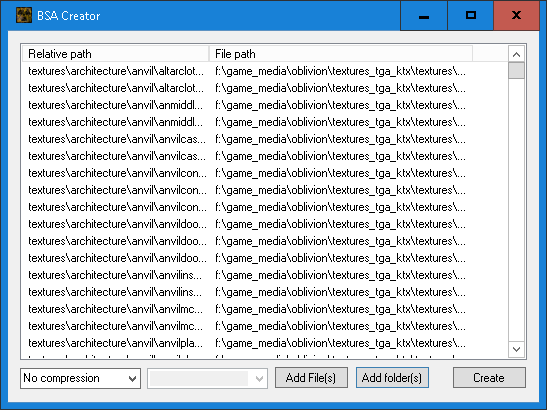 BSA Creator
Relative path File path
textures\architecture\anvil\altarclot... f:\game_media\oblivion\textures_tga_ktx\textures\...
textures\architecture\anvil\altarclot... f:\game_media\oblivion\textures_tga_ktx\textures\...
textures\architecture\anvil\anmiddl... f:\game_media\oblivion\textures_tga_ktx\textures\...
textures\architecture\anvil\anmiddl... f:\game_media\oblivion\textures_tga_ktx\textures\...
textures\architecture\anvil\anvilcas... f:\game_media\oblivion\textures_tga_ktx\textures\...
textures\architecture\anvil\anvilcas... f:\game_media\oblivion\textures_tga_ktx\textures\...
textures\architecture\anvil\anvilcon... f:\game_media\oblivion\textures_tga_ktx\textures\...
textures\architecture\anvil\anvilcon... f:\game_media\oblivion\textures_tga_ktx\textures\...
textures\architecture\anvil\anvilcon... f:\game_media\oblivion\textures_tga_ktx\textures\...
textures\architecture\anvil\anvildoo... f:\game_media\oblivion\textures_tga_ktx\textures\...
textures\architecture\anvil\anvildoo... f:\game_media\oblivion\textures_tga_ktx\textures\...
textures\architecture\anvil\anvildoo... f:\game_media\oblivion\textures_tga_ktx\textures\...
textures\architecture\anvil\anvilins... f:\game_media\oblivion\textures_tga_ktx\textures\...
textures\architecture\anvil\anvilins... f:\game_media\oblivion\textures_tga_ktx\textures\...
textures\architecture\anvil\anvilmc... f:\game_media\oblivion\textures_tga_ktx\textures\...
textures\architecture\anvil\anvilmc... f:\game_media\oblivion\textures_tga_ktx\textures\...
textures\architecture\anvil\anvilpla... f:\game_media\oblivion\textures_tga_ktx\textures\...
No compression Add File(s) Add folder(s) Create